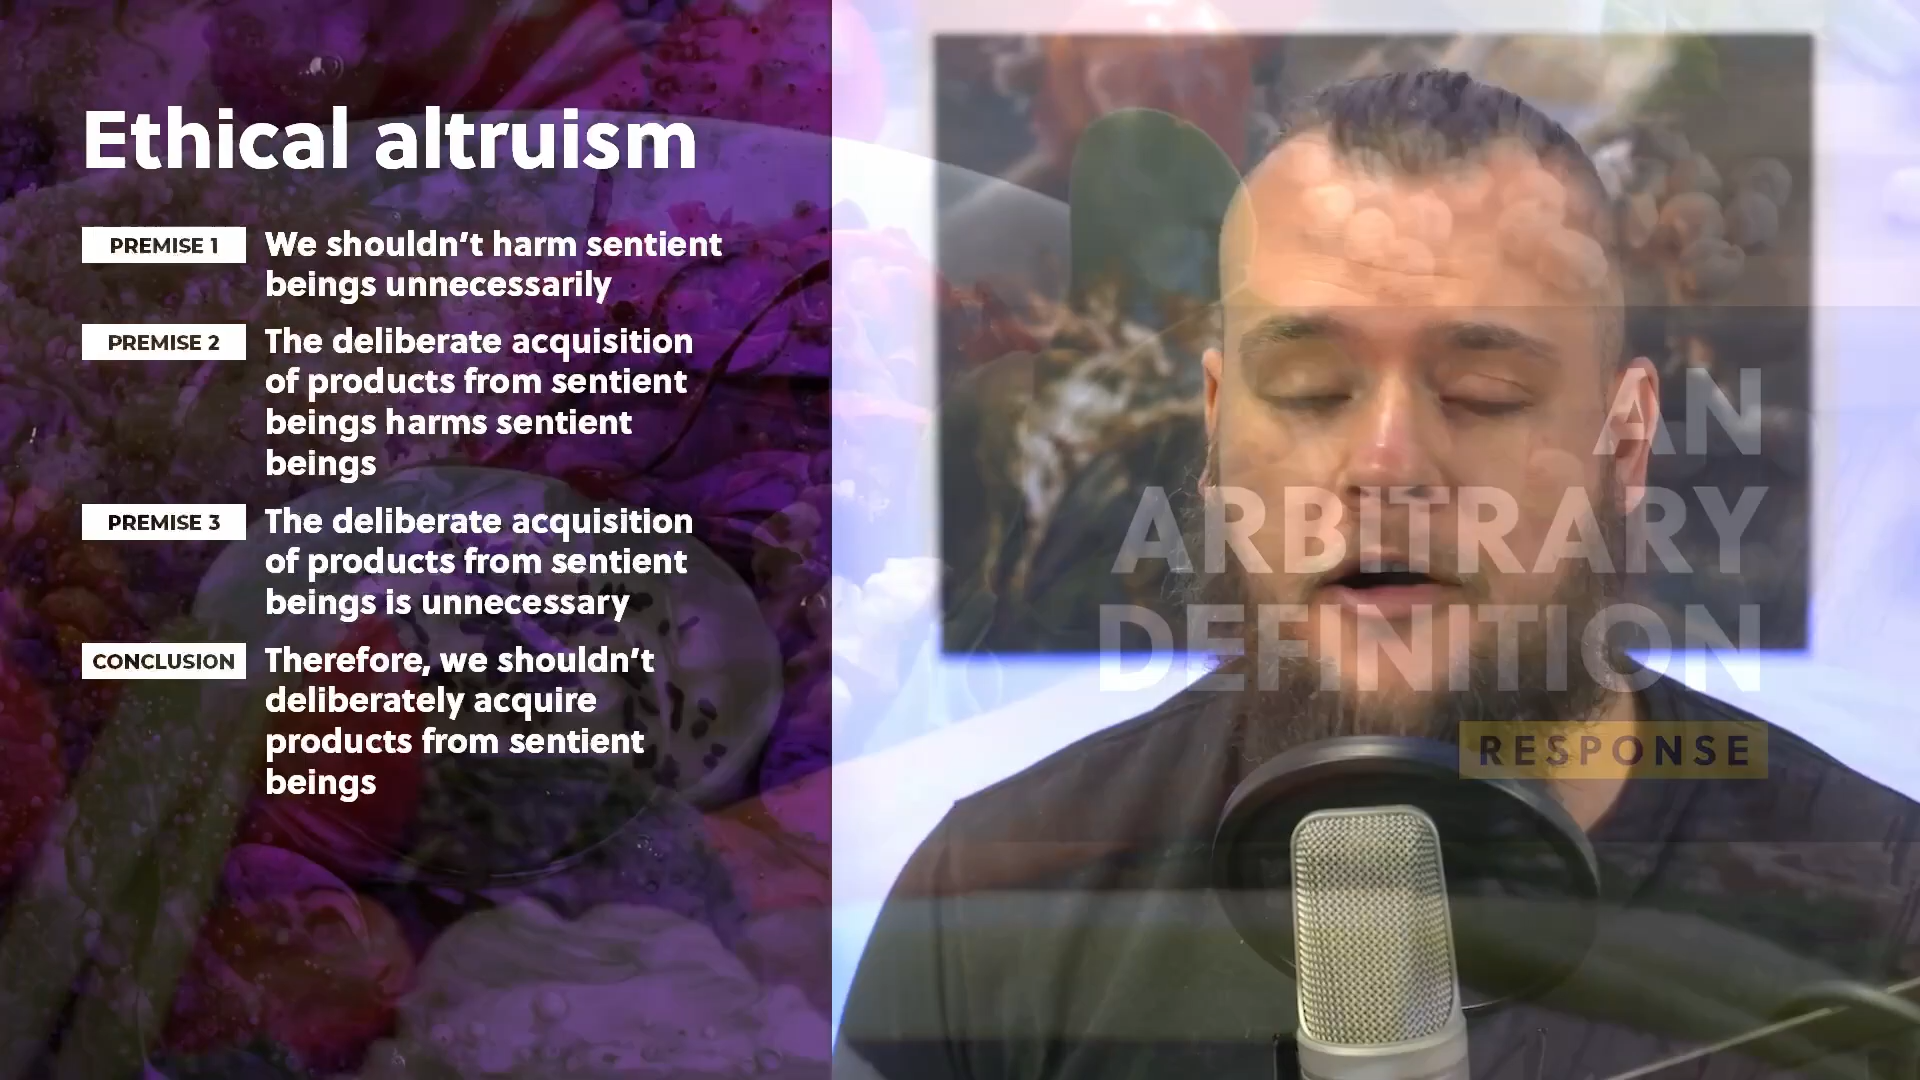 Ethical altruism
PREMISE 1
We shouldn't harm sentient
beings unnecessarily
PREMISE 2
The deliberate acquisition
of products from sentient
beings harms sentient
beings
PREMISE 3
The deliberate acquisition
of products from sentient
beings is unnecessary
CONCLUSION
Therefore, we shouldn't
deliberately acquire
products from sentient
beings
AN
ARBITRARY
DEFINITION
RESPONSE